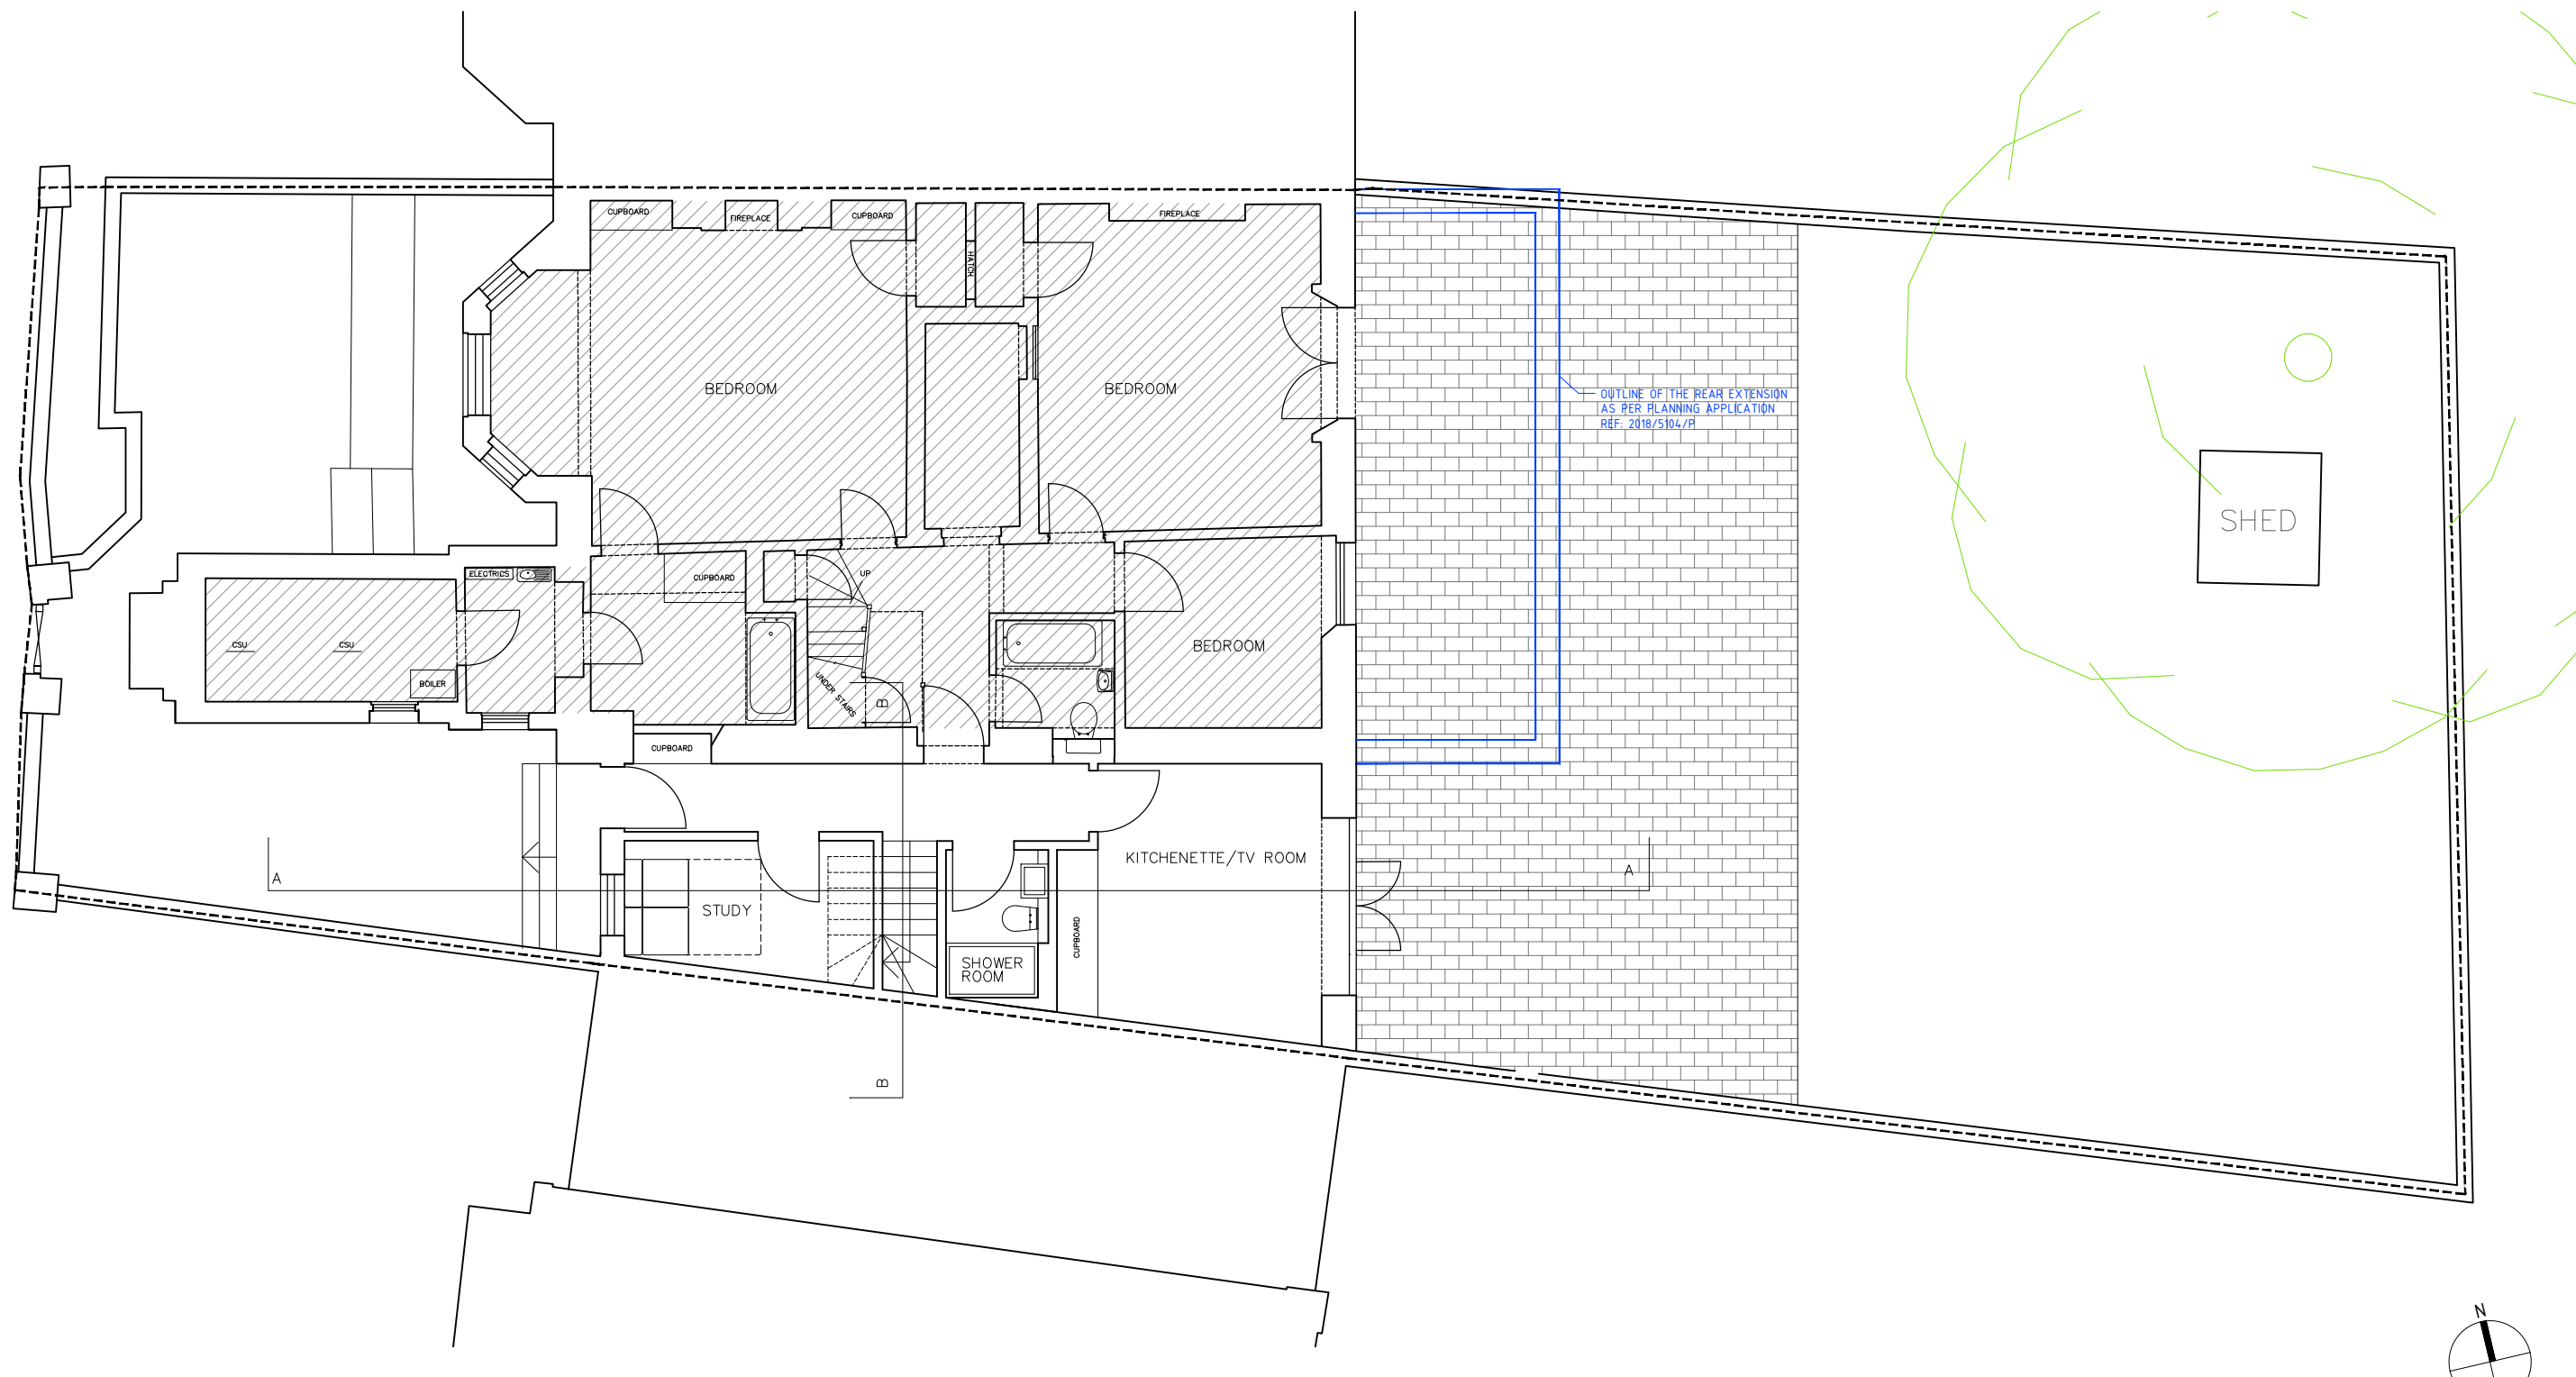 CUPBOARD
FIREPLACE
CUPBOARD
FIREPLACE
HATCH
BEDROOM
BEDROOM
OUTLINE OF THE REAR EXTENSION
AS PER PLANNING APPLICATION
REF: 2018/5104/P
SHED
ELECTRICS
CUPBOARD
UP
CSU
CSU
BEDROOM
BOILER
UNDER STAIRS
B
CUPBOARD
KITCHENETTE/TV ROOM
A
A
STUDY
CUPBOARD
SHOWER
ROOM
B
N